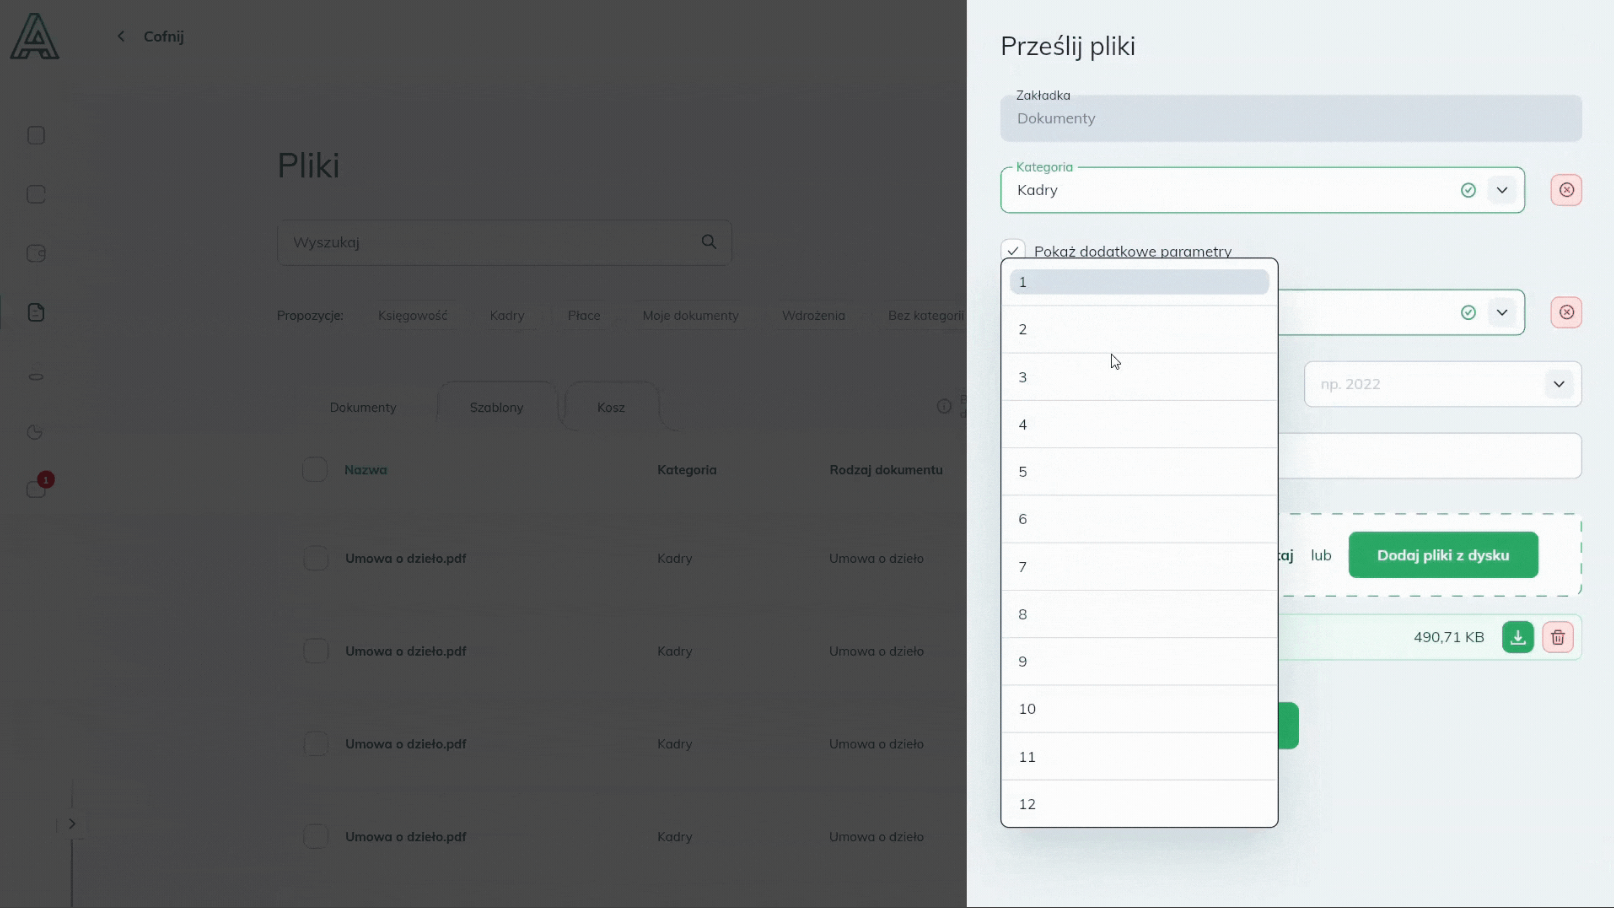 Cofnij
Pliki
Wyszukaj
Propozycje: Księgowość Kadry Płace Moje dokumenty Wdrożenia Bez kategorii
Dokumenty Szablony Kosz
Nazwa Kategoria Rodzaj dokumentu
1
Umowa o dzieło.pdf Kadry Umowa o dzieło
Umowa o dzieło.pdf Kadry Umowa o dzieło
Umowa o dzieło.pdf Kadry Umowa o dzieło
Umowa o dzieło.pdf Kadry Umowa o dzieło
Prześlij pliki
Zakładka
Dokumenty
Kategoria
Kadry
Pokaż dodatkowe parametry
1
2
3
4
5
6
7
8
9
10
11
12
np. 2022
lub Dodaj pliki z dysku
490,71 KB